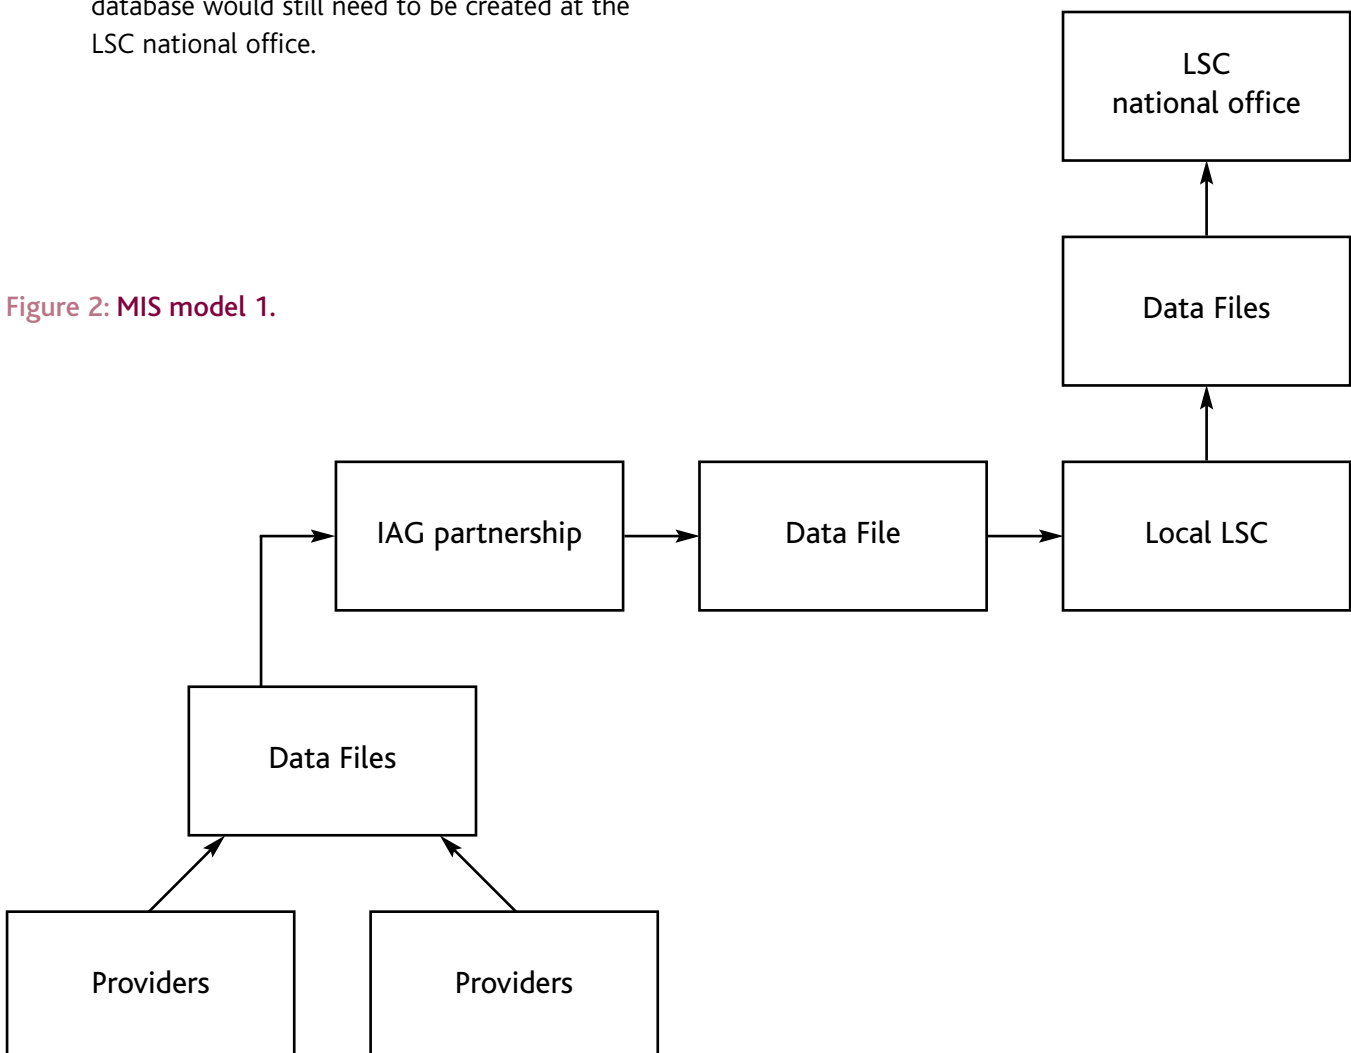 database would still need to be created at the
LSC national office.
LSC
national office
Data Files
Figure 2: MIS model 1.
IAG partnership
Data File
Local LSC
Data Files
Providers
Providers